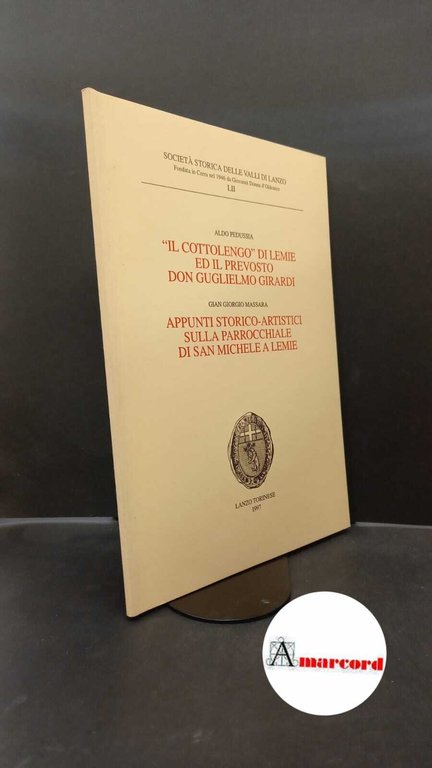 SOCIETÀ STORICA DELLE VALLI DI LANZO
Fondata in Ceres nel 1946 da Giovanni Donna d'Oldenico
LII
ALDO PEDUSSIA
"IL COTTOLENGO" DI LEMIE
ED IL PREVOSTO
DON GUGLIELMO GIRARDI
GIAN GIORGIO MASSARA
APPUNTI STORICO-ARTISTICI
SULLA PARROCCHIALE
DI SAN MICHELE A LEMIE
LANZO TORINESE
1997
Amarcord